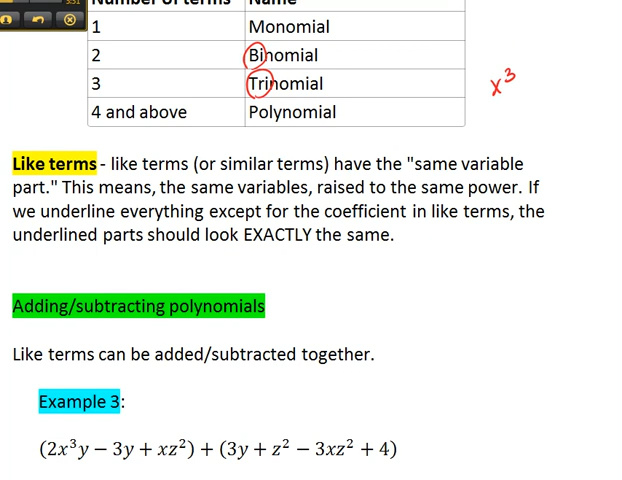 3:51
Number of terms Name
1 Monomial
2 Binomial
3 Trinomial
4 and above Polynomial
x³
Like terms - like terms (or similar terms) have the "same variable
part." This means, the same variables, raised to the same power. If
we underline everything except for the coefficient in like terms, the
underlined parts should look EXACTLY the same.
Adding/subtracting polynomials
Like terms can be added/subtracted together.
Example 3:
(2x³y − 3y + xz²) + (3y + z² − 3xz² + 4)